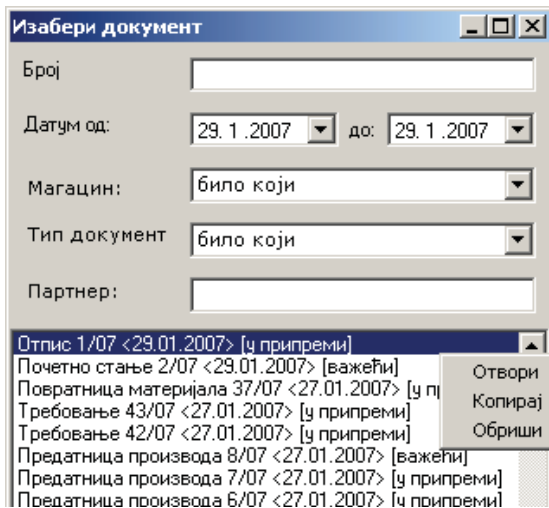 Изабери документ
Број
Датум од: 29. 1 .2007 до: 29. 1 .2007
Магацин: било који
Тип документ било који
Партнер:
Отпис 1/07 <29.01.2007> [у припреми]
Почетно стање 2/07 <29.01.2007> [важећи]
Повратница материјала 37/07 <27.01.2007> [у п
Требовање 43/07 <27.01.2007> [у припреми]
Требовање 42/07 <27.01.2007> [у припреми]
Предатница производа 8/07 <27.01.2007> [важећи]
Предатница производа 7/07 <27.01.2007> [у припреми]
Предатница производа 6/07 <27.01.2007> [у припреми]
Отвори
Копирај
Обриши